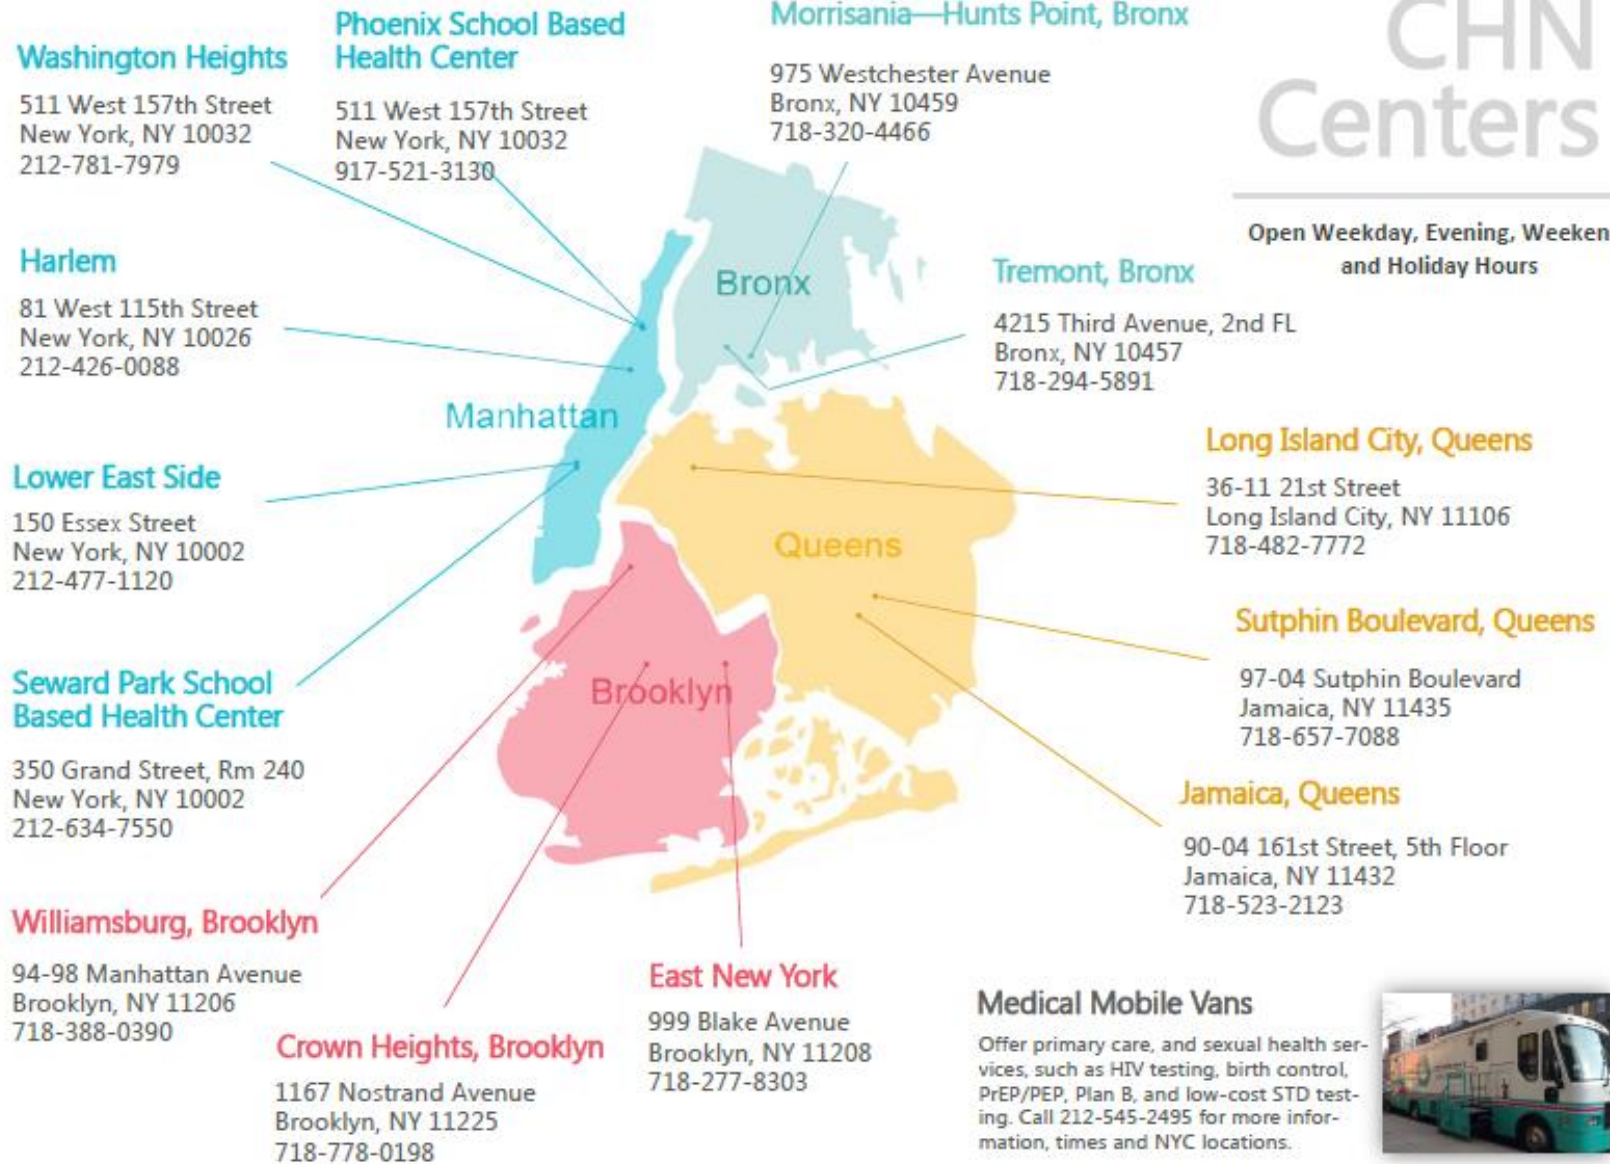 Washington Heights
511 West 157th Street
New York, NY 10032
212-781-7979
Phoenix School Based
Health Center
511 West 157th Street
New York, NY 10032
917-521-3130
Morrisania—Hunts Point, Bronx
975 Westchester Avenue
Bronx, NY 10459
718-320-4466
CHN
Centers
Open Weekday, Evening, Weeken
and Holiday Hours
Harlem
81 West 115th Street
New York, NY 10026
212-426-0088
Bronx
Tremont, Bronx
4215 Third Avenue, 2nd FL
Bronx, NY 10457
718-294-5891
Manhattan
Lower East Side
150 Essex Street
New York, NY 10002
212-477-1120
Long Island City, Queens
36-11 21st Street
Long Island City, NY 11106
718-482-7772
Queens
Sutphin Boulevard, Queens
97-04 Sutphin Boulevard
Jamaica, NY 11435
718-657-7088
Seward Park School
Based Health Center
350 Grand Street, Rm 240
New York, NY 10002
212-634-7550
Brooklyn
Jamaica, Queens
90-04 161st Street, 5th Floor
Jamaica, NY 11432
718-523-2123
Williamsburg, Brooklyn
94-98 Manhattan Avenue
Brooklyn, NY 11206
718-388-0390
Crown Heights, Brooklyn
1167 Nostrand Avenue
Brooklyn, NY 11225
718-778-0198
East New York
999 Blake Avenue
Brooklyn, NY 11208
718-277-8303
Medical Mobile Vans
Offer primary care, and sexual health ser-
vices, such as HIV testing, birth control,
PrEP/PEP, Plan B, and low-cost STD test-
ing. Call 212-545-2495 for more infor-
mation, times and NYC locations.